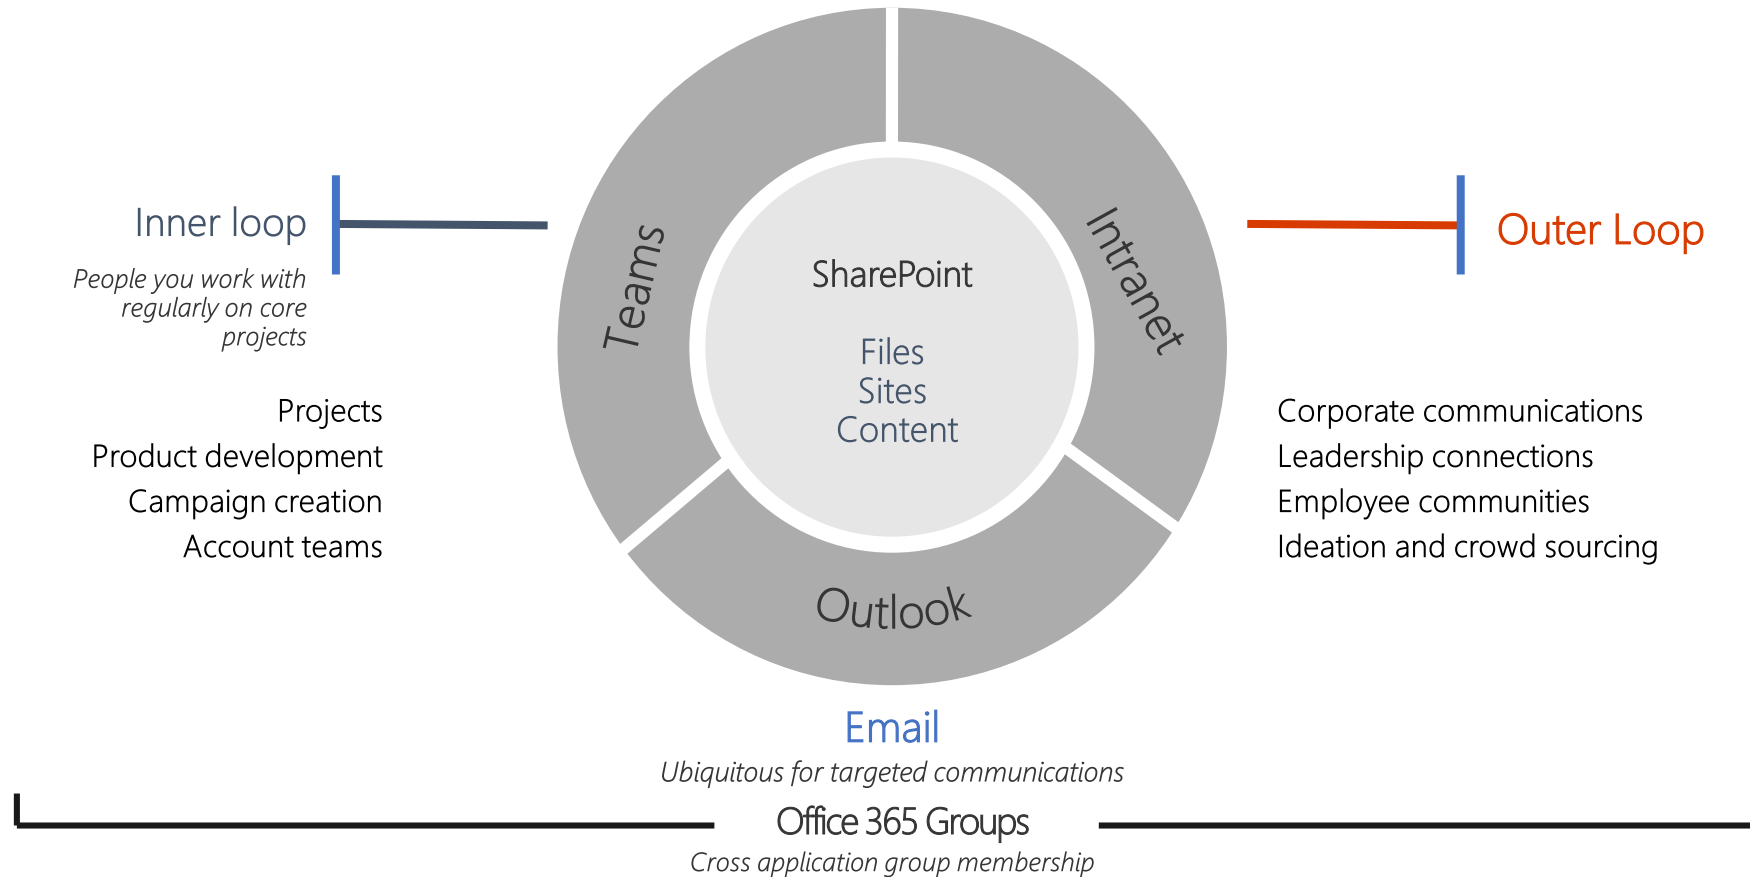 Inner loop
People you work with
regularly on core
projects
Projects
Product development
Campaign creation
Account teams
Teams
SharePoint
Files
Sites
Content
Intranet
Outlook
Outer Loop
Corporate communications
Leadership connections
Employee communities
Ideation and crowd sourcing
Email
Ubiquitous for targeted communications
Office 365 Groups
Cross application group membership